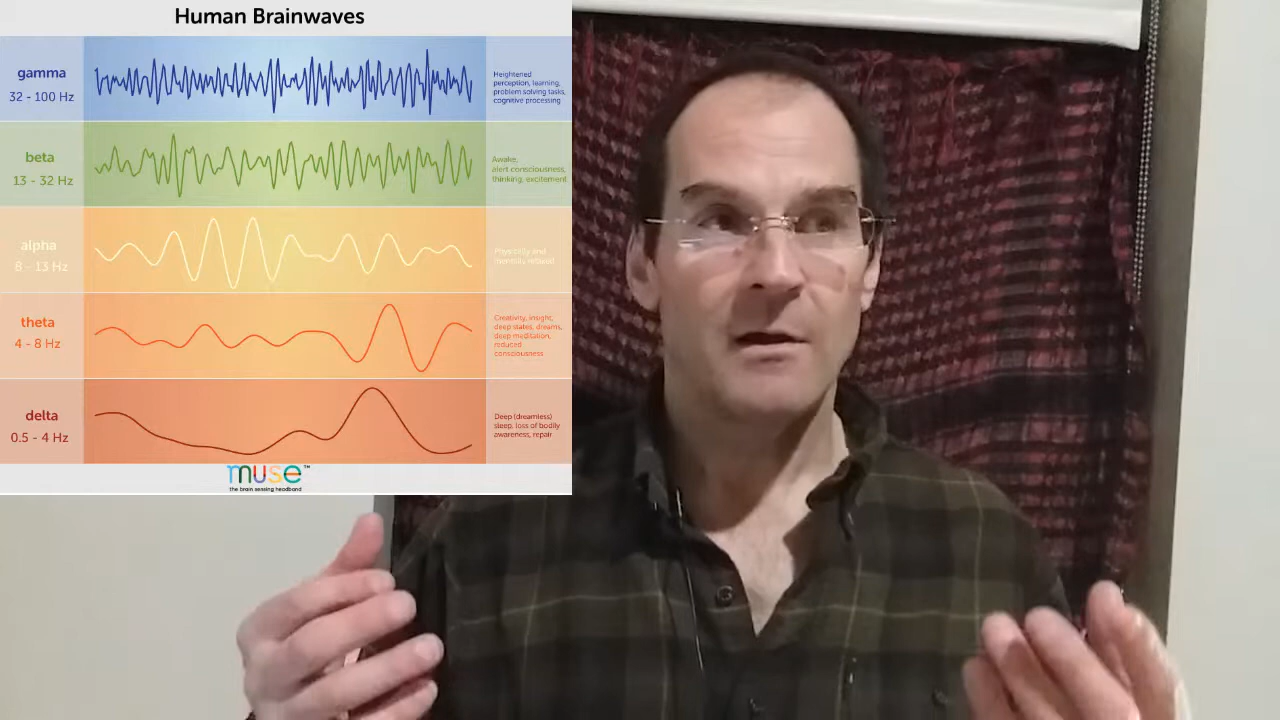 Human Brainwaves
gamma
32 - 100 Hz
Heightened
perception, learning,
problem solving tasks,
cognitive processing
beta
13 - 32 Hz
Awake,
alert consciousness,
thinking, excitement
alpha
8 - 13 Hz
Physically and
mentally relaxed
theta
4 - 8 Hz
Creativity, insight,
deep states, dreams,
deep meditation,
reduced
consciousness
delta
0.5 - 4 Hz
Deep (dreamless)
sleep, loss of bodily
awareness, repair
muse™
the brain sensing headband